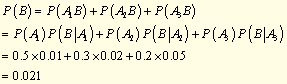 P(B) = P(A₁B) + P(A₂B) + P(A₃B)
= P(A₁)P(B|A₁) + P(A₂)P(B|A₂) + P(A₃)P(B|A₃)
= 0.5×0.01+0.3×0.02+0.2×0.05
= 0.021